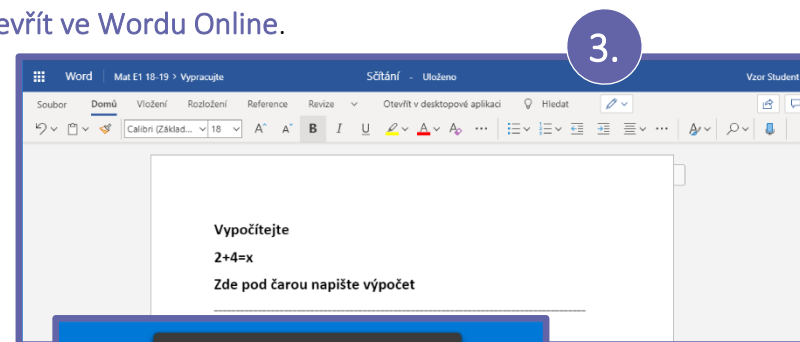 evřít ve Wordu Online.
3.
Word Mat E1 18-19 > Vypracujte Sčítání - Uloženo Vzor Student
Soubor Domů Vložení Rozložení Reference Revize Otevřít v desktopové aplikaci Hledat
Calibri (Základ... 18 A A B I U A A ...
Vypočítejte
2+4=x
Zde pod čarou napište výpočet